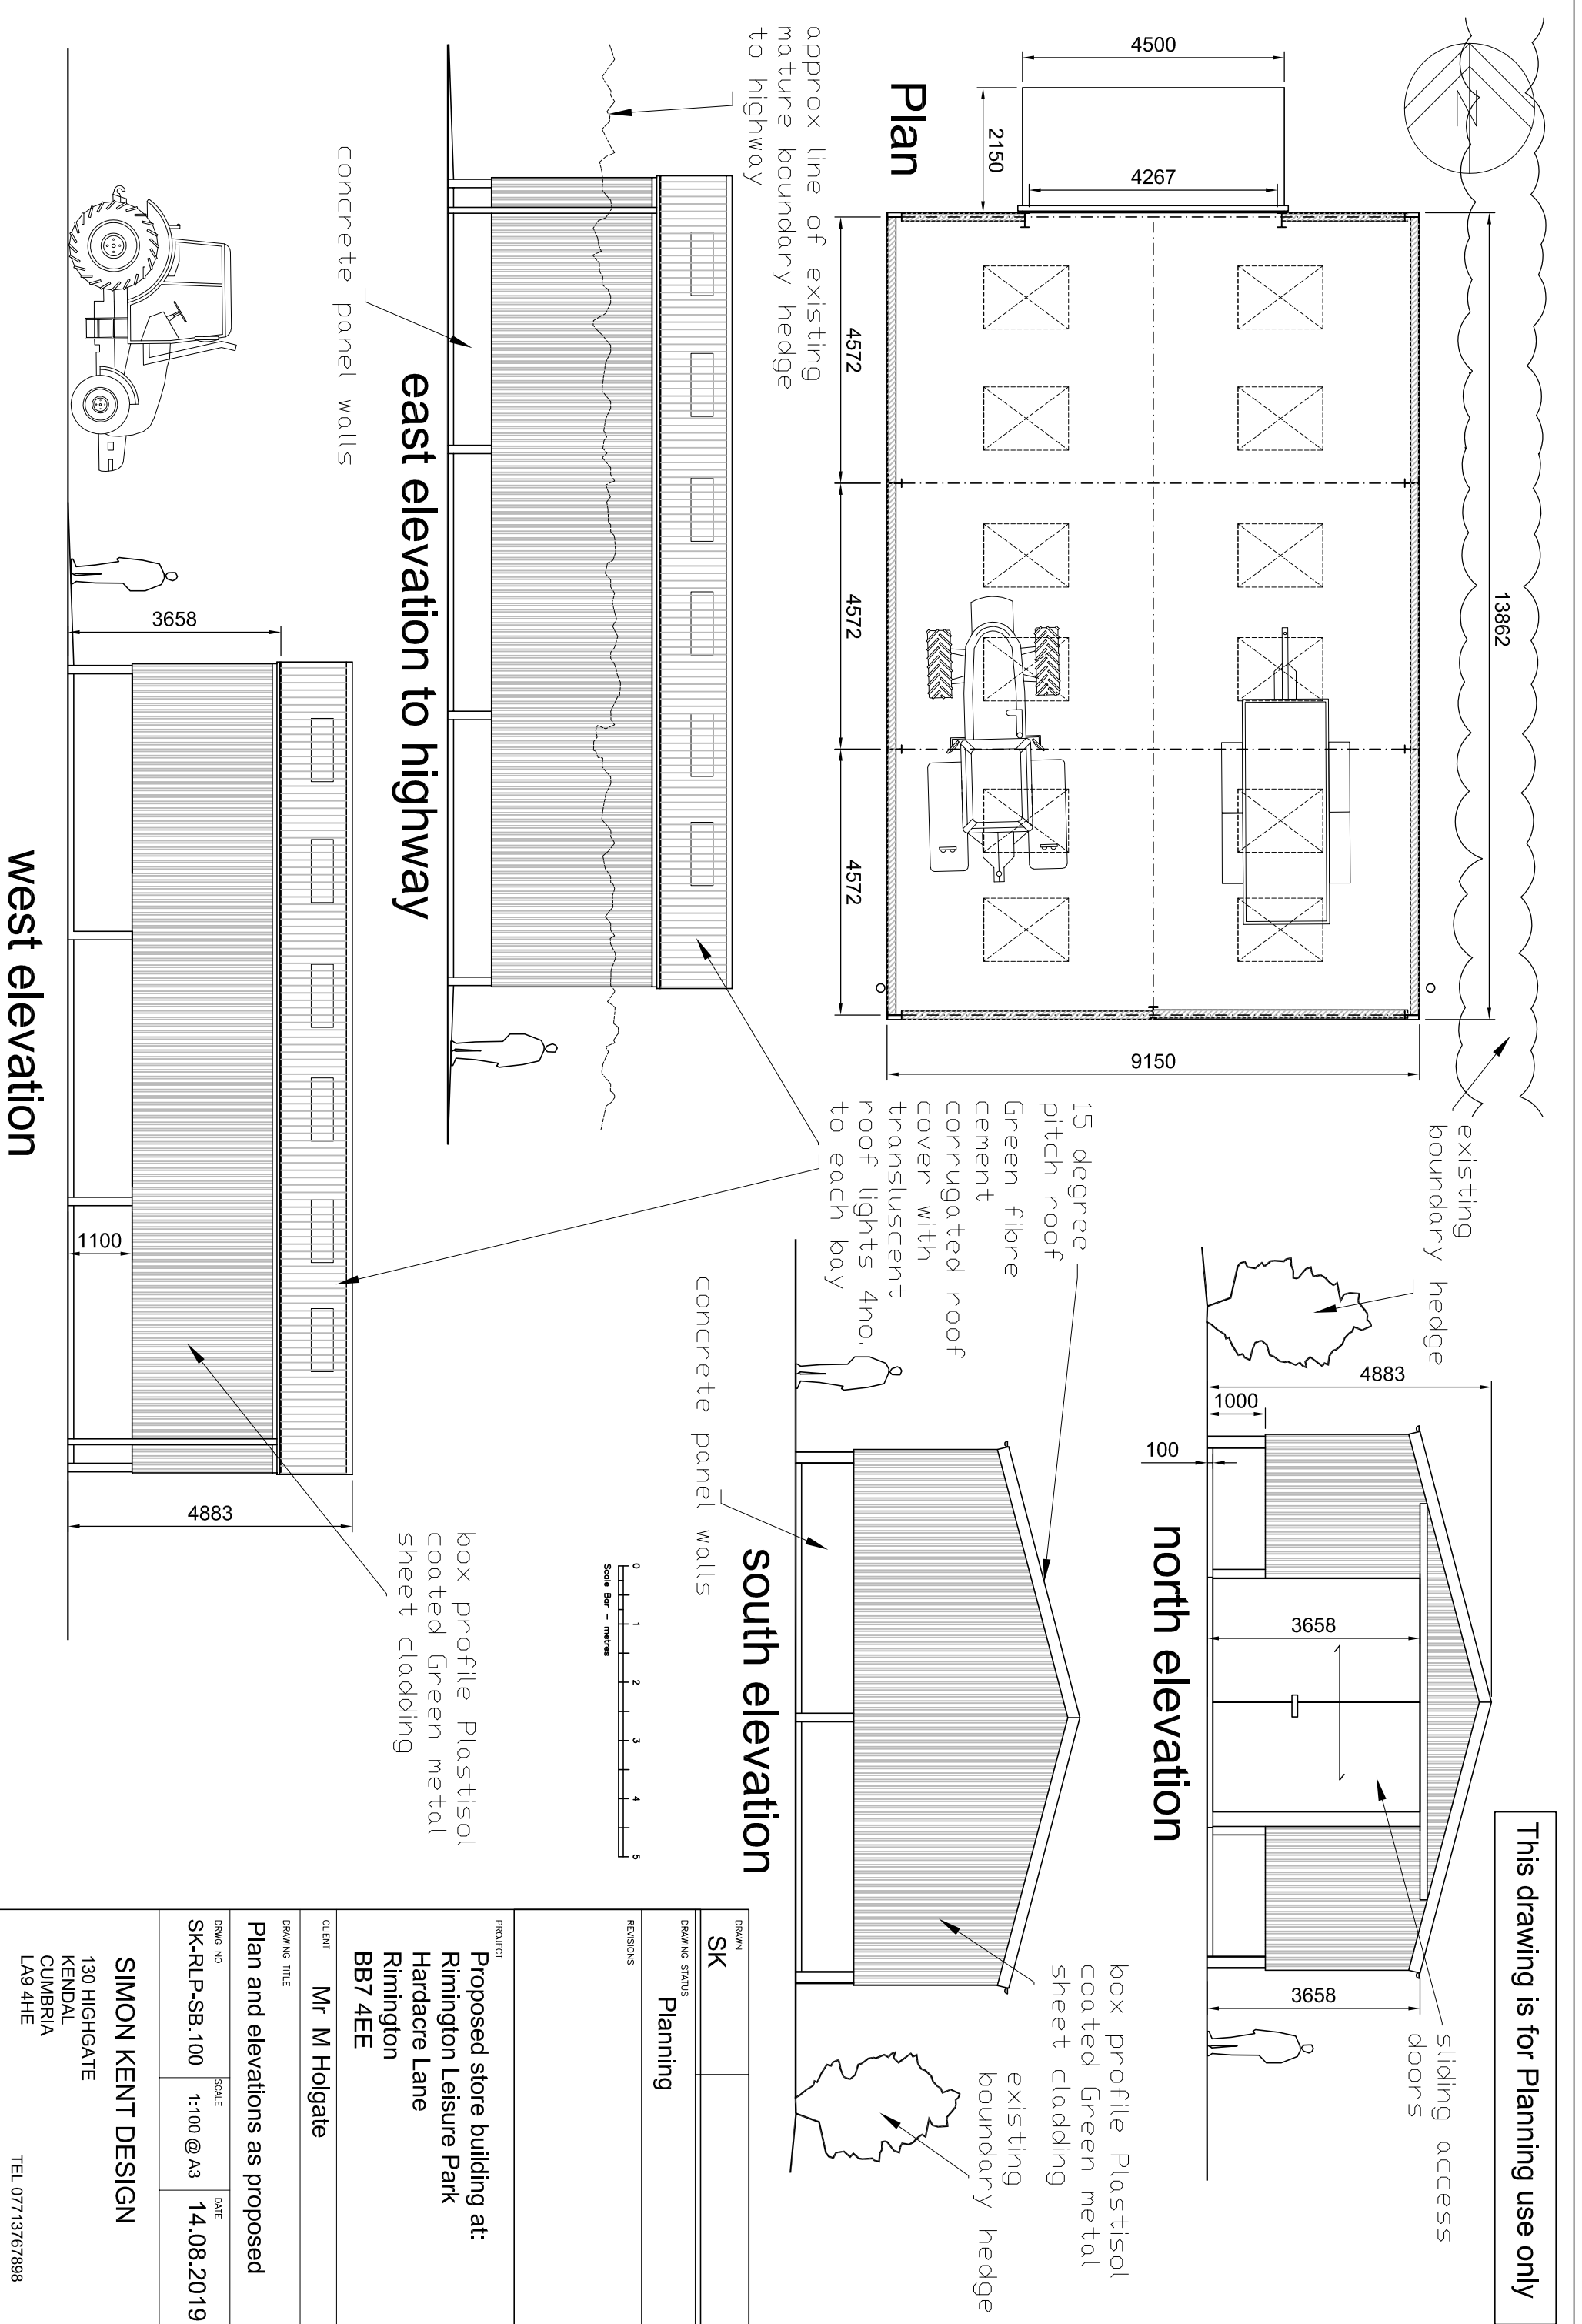 This drawing is for Planning use only
N
existing
boundary hedge
13862
4500
2150
4267
4572
4572
4572
9150
Plan
approx line of existing
mature boundary hedge
to highway
concrete panel walls
east elevation to highway
15 degree
pitch roof
Green fibre
cement
corrugated roof
cover with
transluscent
roof lights 4no.
to each bay
4883
1000
100
3658
3658
sliding access
doors
north elevation
box profile Plastisol
coated Green metal
sheet cladding
existing
boundary hedge
concrete panel walls
south elevation
0
1
2
3
4
5
Scale Bar - metres
3658
1100
4883
box profile Plastisol
coated Green metal
sheet cladding
west elevation
DRAWN
SK
DRAWING STATUS
Planning
REVISIONS
PROJECT
Proposed store building at:
Rimington Leisure Park
Hardacre Lane
Rimington
BB7 4EE
CLIENT
Mr M Holgate
DRAWING TITLE
Plan and elevations as proposed
DRWG NO
SK-RLP-SB.100
SCALE
1:100 @ A3
DATE
14.08.2019
SIMON KENT DESIGN
130 HIGHGATE
KENDAL
CUMBRIA
LA9 4HE
TEL 07713767898